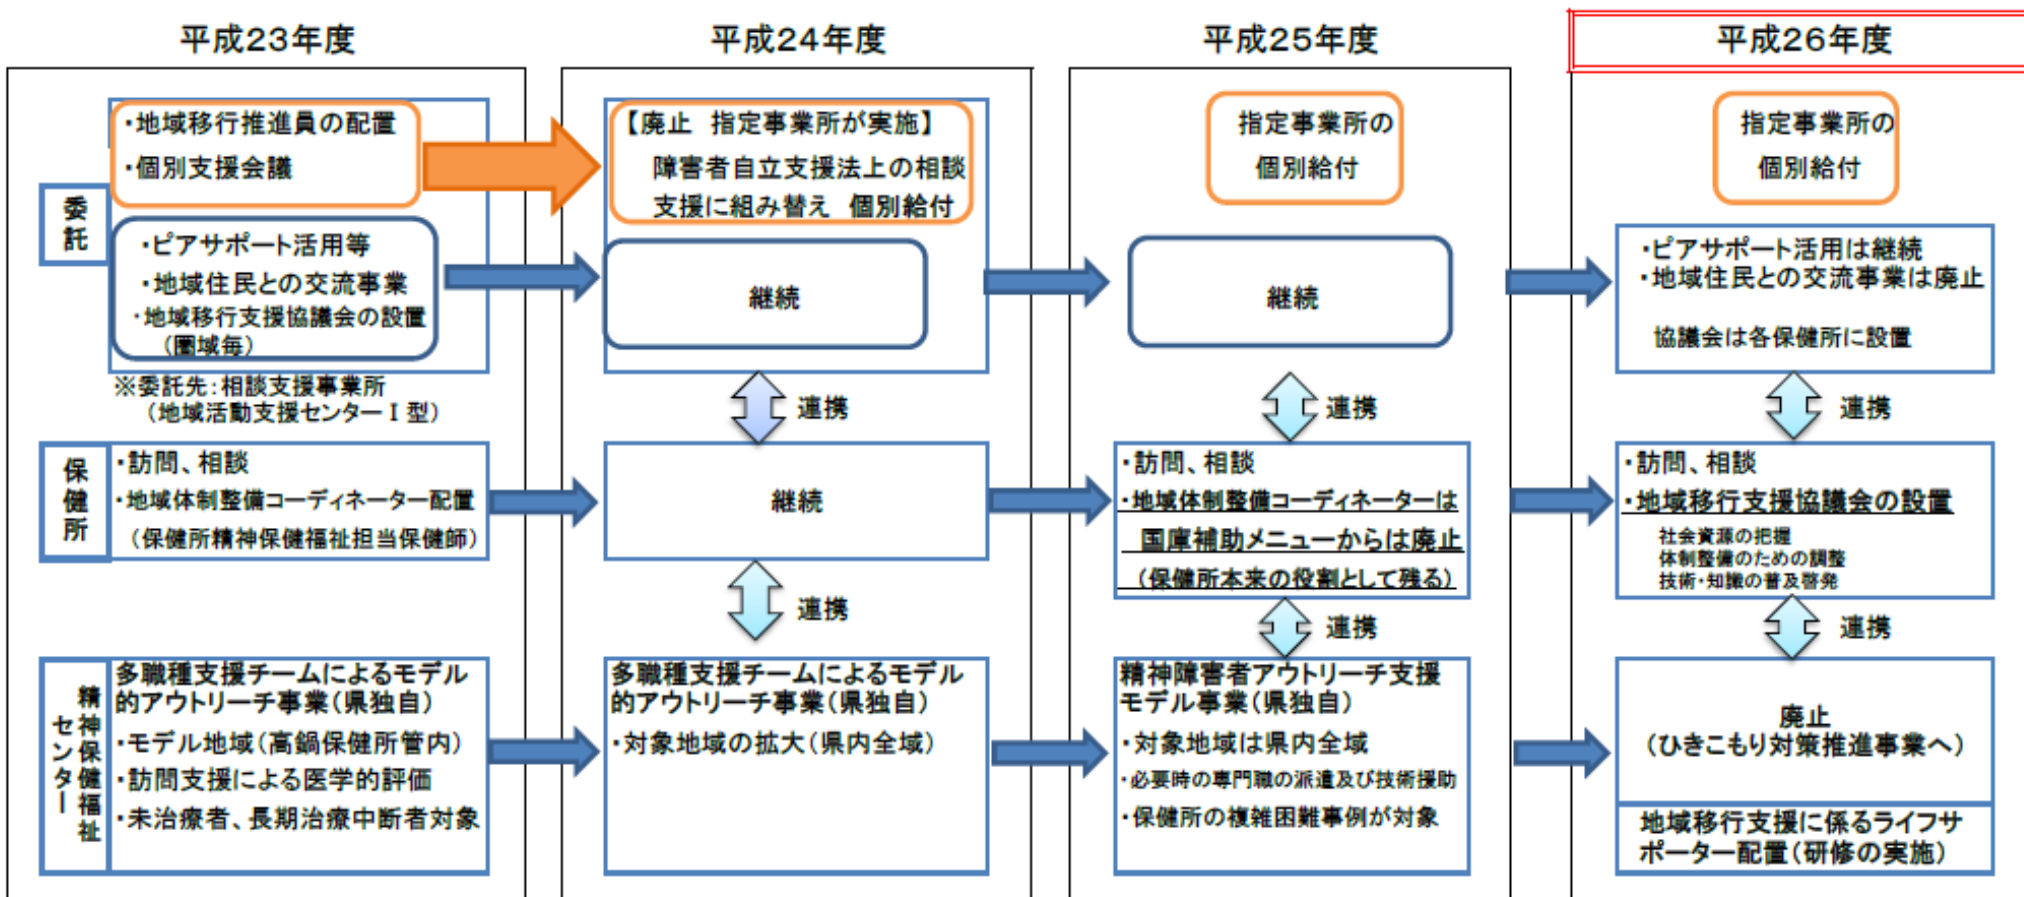 平成23年度
平成24年度
平成25年度
平成26年度
委託
・地域移行推進員の配置
・個別支援会議
・ピアサポート活用等
・地域住民との交流事業
・地域移行支援協議会の設置
(圏域毎)
※委託先:相談支援事業所
(地域活動支援センターⅠ型)
【廃止 指定事業所が実施】
障害者自立支援法上の相談
支援に組み替え 個別給付
継続
連携
指定事業所の
個別給付
継続
連携
指定事業所の
個別給付
・ピアサポート活用は継続
・地域住民との交流事業は廃止
協議会は各保健所に設置
連携
保健所
・訪問、相談
・地域体制整備コーディネーター配置
(保健所精神保健福祉担当保健師)
継続
連携
・訪問、相談
・地域体制整備コーディネーターは
国庫補助メニューからは廃止
(保健所本来の役割として残る)
連携
・訪問、相談
・地域移行支援協議会の設置
社会資源の把握
体制整備のための調整
技術・知識の普及啓発
連携
精神保健福祉
センター
多職種支援チームによるモデル
的アウトリーチ事業(県独自)
・モデル地域(高鍋保健所管内)
・訪問支援による医学的評価
・未治療者、長期治療中断者対象
多職種支援チームによるモデル
的アウトリーチ事業(県独自)
・対象地域の拡大(県内全域)
精神障害者アウトリーチ支援
モデル事業(県独自)
・対象地域は県内全域
・必要時の専門職の派遣及び技術援助
・保健所の複雑困難事例が対象
廃止
(ひきこもり対策推進事業へ)
地域移行支援に係るライフサ
ポーター配置(研修の実施)